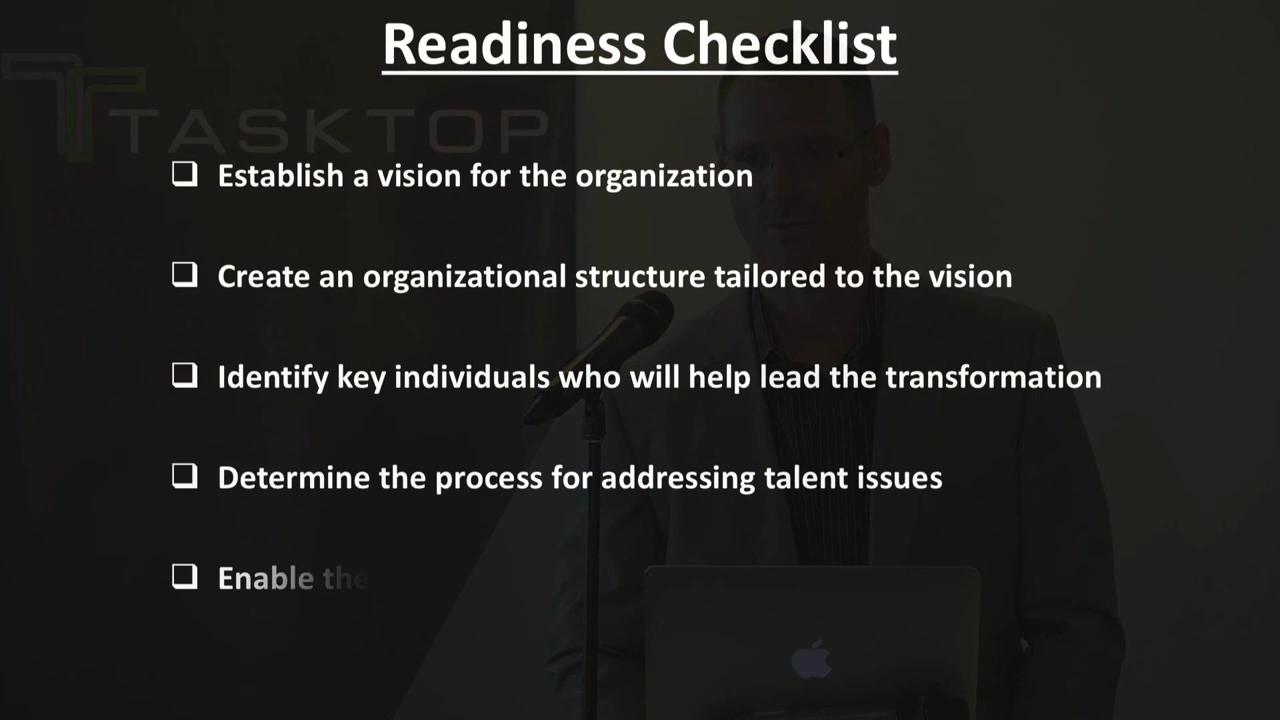 Readiness Checklist
TASKTOP
Establish a vision for the organization
Create an organizational structure tailored to the vision
Identify key individuals who will help lead the transformation
Determine the process for addressing talent issues
Enable the